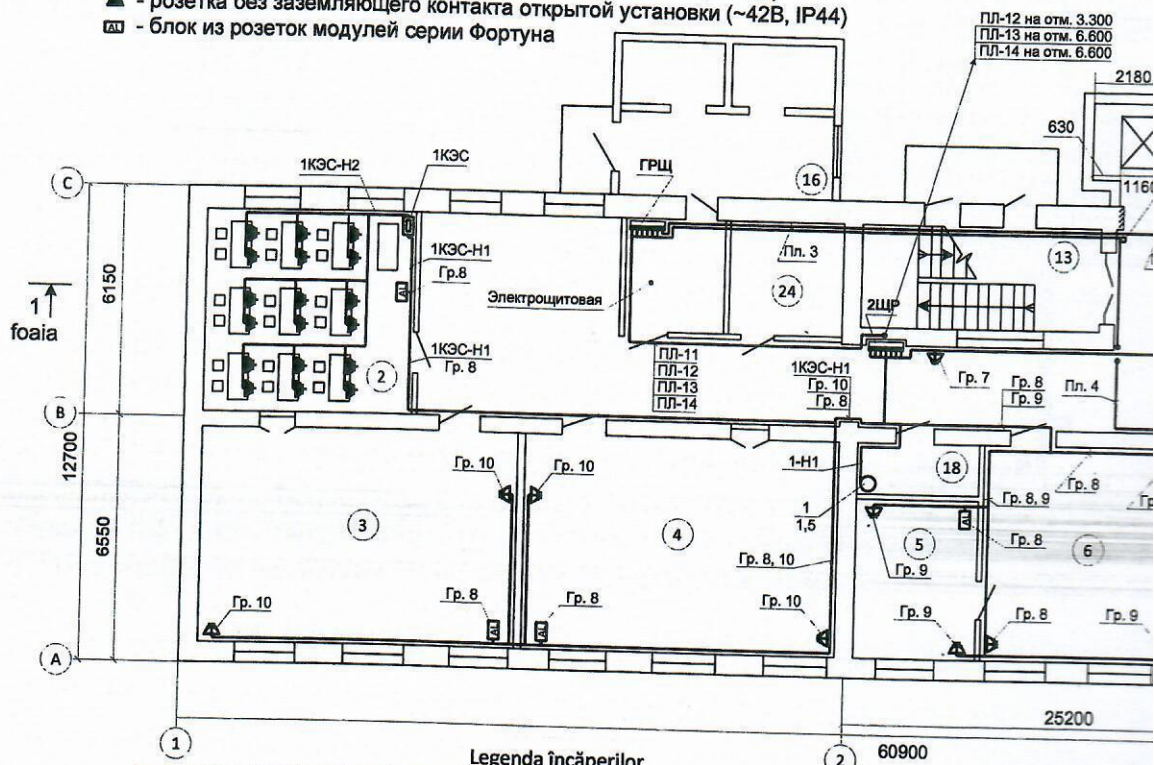 - розетка без заземляющего контакта открытой установки (~42В, IP44)
AL - блок из розеток модулей серии Фортуна
ПЛ-12 на отм. 3.300
ПЛ-13 на отм. 6.600
ПЛ-14 на отм. 6.600
2180
630
1160
1КЭС-Н2
1КЭС
ГРЩ
16
С
1КЭС-Н1
Гр.8
AL
Пл. 3
13
6150
1
foaia
Электрощитовая
24
2ЩР
1КЭС-Н1
Гр. 8
2
ПЛ-11
ПЛ-12
ПЛ-13
ПЛ-14
1КЭС-Н1
Гр. 10
Гр. 8
Гр. 7
Гр. 8
Гр. 9
Пл. 4
В
12700
Гр. 10
Гр. 10
1-Н1
18
Гр. 8
Гр. 8, 9
1
1,5
6550
3
4
5
AL
Гр. 8
6
Гр. 8, 10
Гр. 9
Гр. 10
Гр. 8
AL
AL
Гр. 8
Гр. 10
Гр. 9
Гр. 8
Гр. 9
А
25200
1
Legenda încăperilor
2
60900